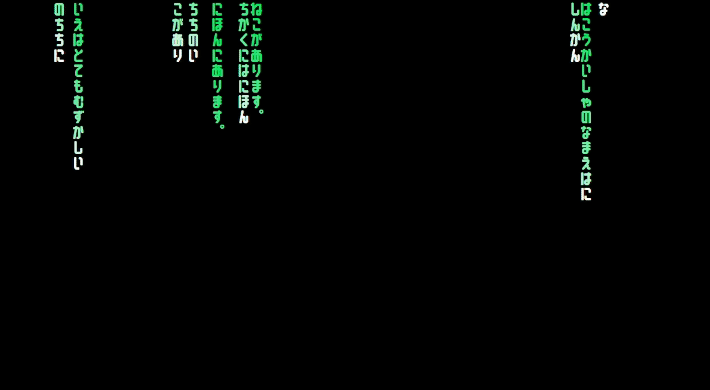 な
はこうかいしゃのなまえはに
しんかん
ねこがあります。
ちかくにはにほん
にほんにあります。
ちちのい
こがあり
いえはとてもむずかしい
のちちに